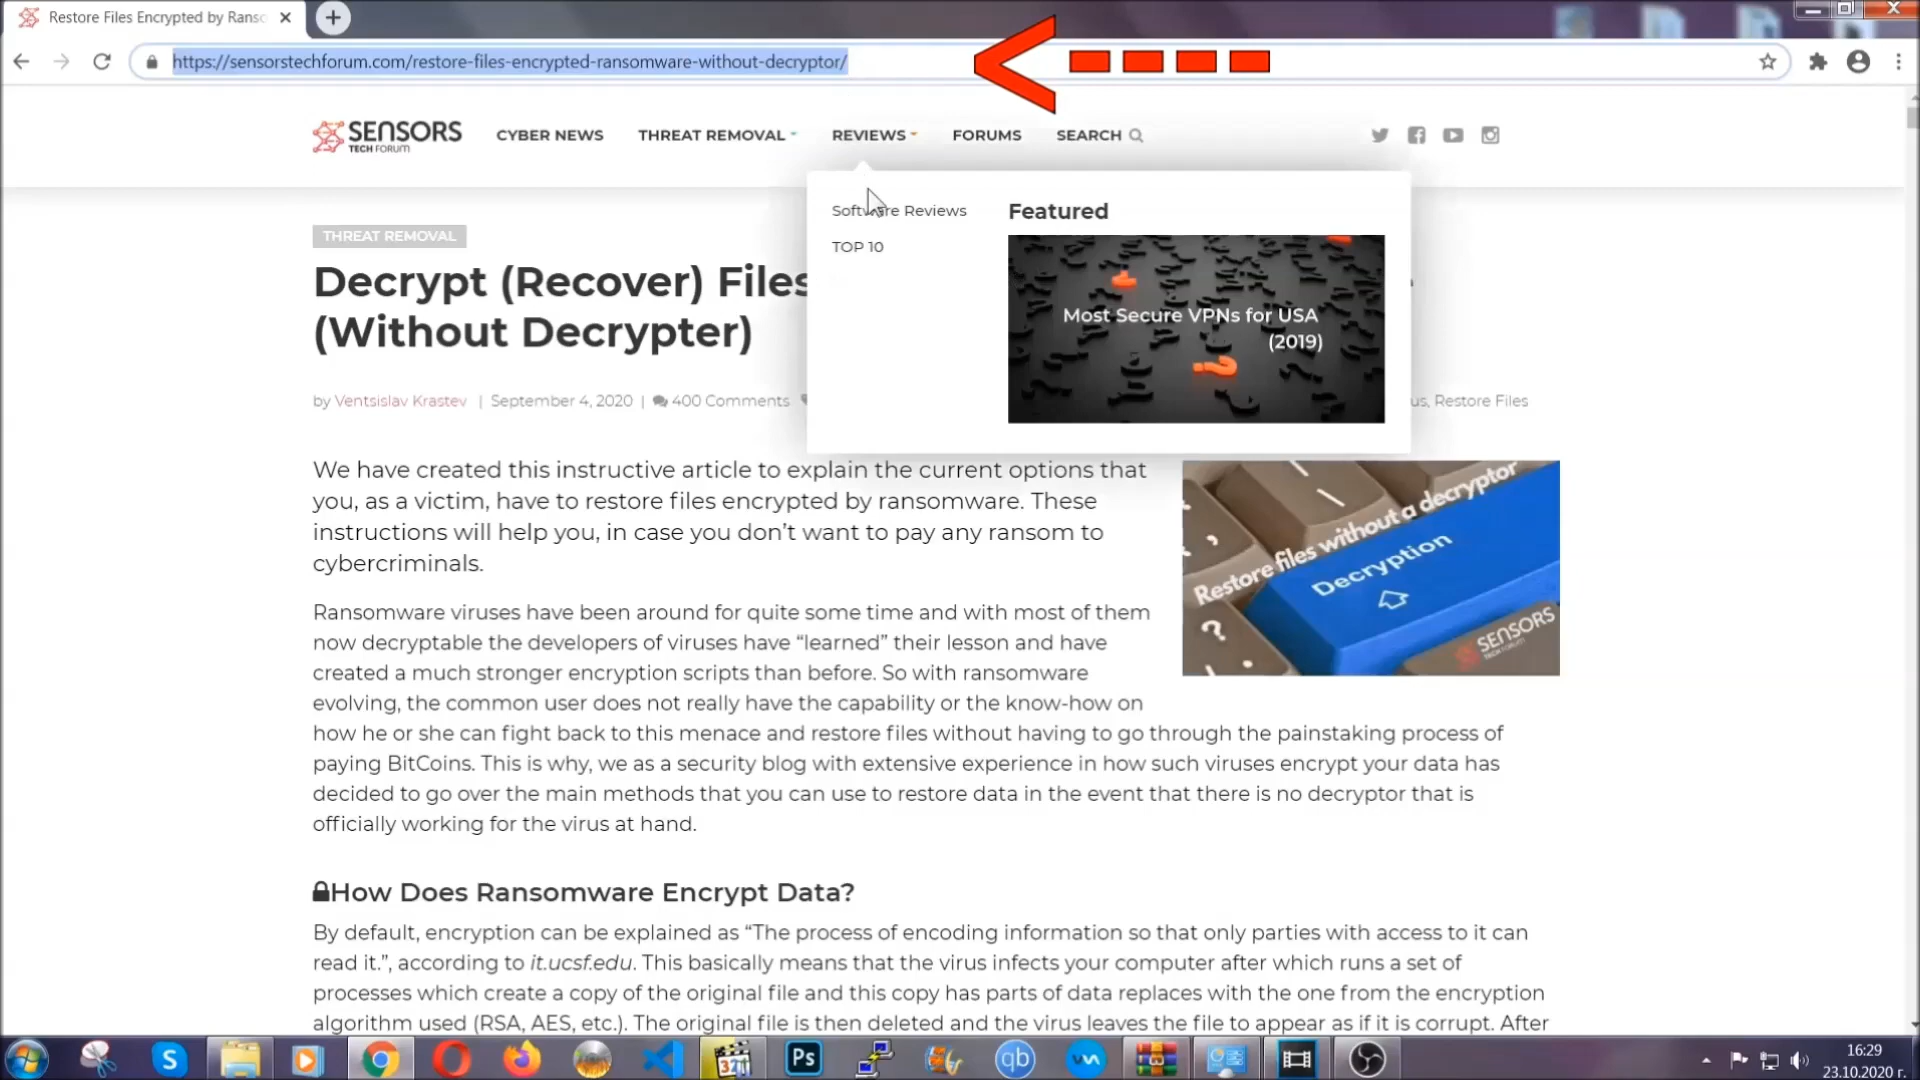 Restore Files Encrypted by Ranso
https://sensorstechforum.com/restore-files-encrypted-ransomware-without-decryptor/
SENSORS
TECH FORUM
CYBER NEWS
THREAT REMOVAL
REVIEWS
FORUMS
SEARCH
Software Reviews
TOP 10
Featured
Most Secure VPNs for USA
(2019)
THREAT REMOVAL
Decrypt (Recover) Files
(Without Decrypter)
by Ventsislav Krastev | September 4, 2020 | 400 Comments
us, Restore Files
We have created this instructive article to explain the current options that
you, as a victim, have to restore files encrypted by ransomware. These
instructions will help you, in case you don’t want to pay any ransom to
cybercriminals.
Restore files without a decryptor
Decryption
SENSORS
Ransomware viruses have been around for quite some time and with most of them
now decryptable the developers of viruses have “learned” their lesson and have
created a much stronger encryption scripts than before. So with ransomware
evolving, the common user does not really have the capability or the know-how on
how he or she can fight back to this menace and restore files without having to go through the painstaking process of
paying BitCoins. This is why, we as a security blog with extensive experience in how such viruses encrypt your data has
decided to go over the main methods that you can use to restore data in the event that there is no decryptor that is
officially working for the virus at hand.
How Does Ransomware Encrypt Data?
By default, encryption can be explained as “The process of encoding information so that only parties with access to it can
read it.”, according to it.ucsf.edu. This basically means that the virus infects your computer after which runs a set of
processes which create a copy of the original file and this copy has parts of data replaces with the one from the encryption
algorithm used (RSA, AES, etc.). The original file is then deleted and the virus leaves the file to appear as if it is corrupt. After
S
321
Ps
qb
16:29
23.10.2020 г.